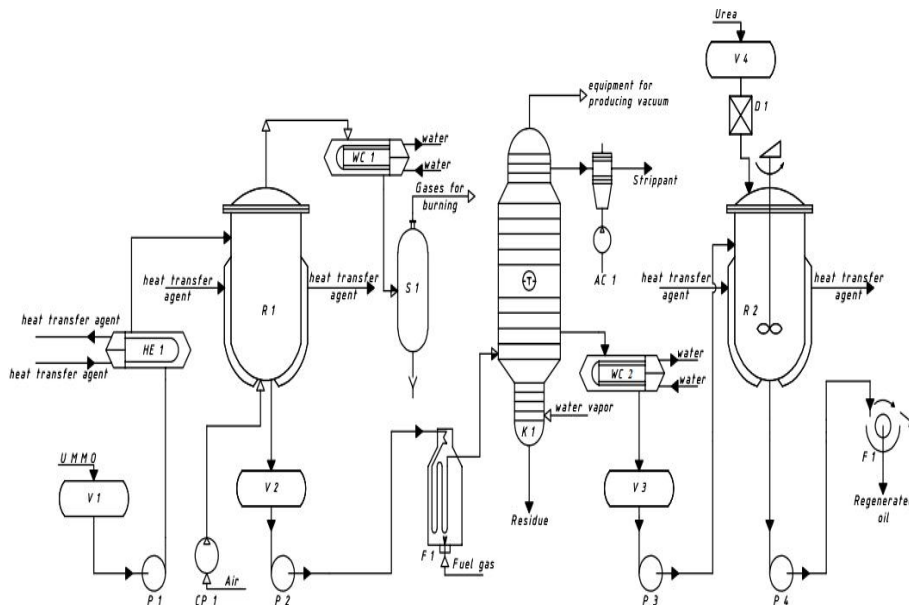 Urea
V 4
equipment for
producing vacuum
D1
water
WC 1
water
Gases for
burning
Strippant
heat transfer
agent
heat transfer
agent
S 1
T
AC 1
heat transfer
agent
heat transfer
agent
R 1
R 2
heat transfer agent
HE 1
heat transfer agent
water
WC 2
water
water vapor
K 1
F 1
UMMO
V 1
V 2
V 3
Residue
Regenerated
oil
F 1
Fuel gas
Air
P 1
CP 1
P 2
P 3
P 4